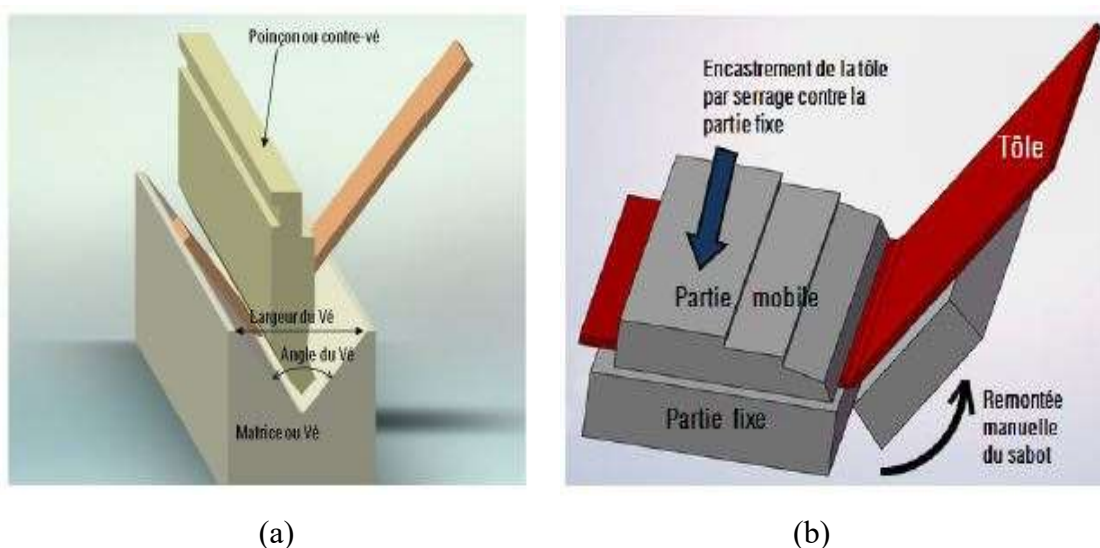 Poinçon ou contre-vé
Largeur du Vé
Angle du Vé
Matrice ou Vé
(a)
Encastrement de la tôle
par serrage contre la
partie fixe
Tôle
Partie mobile
Partie fixe
Remontée
manuelle
du sabot
(b)